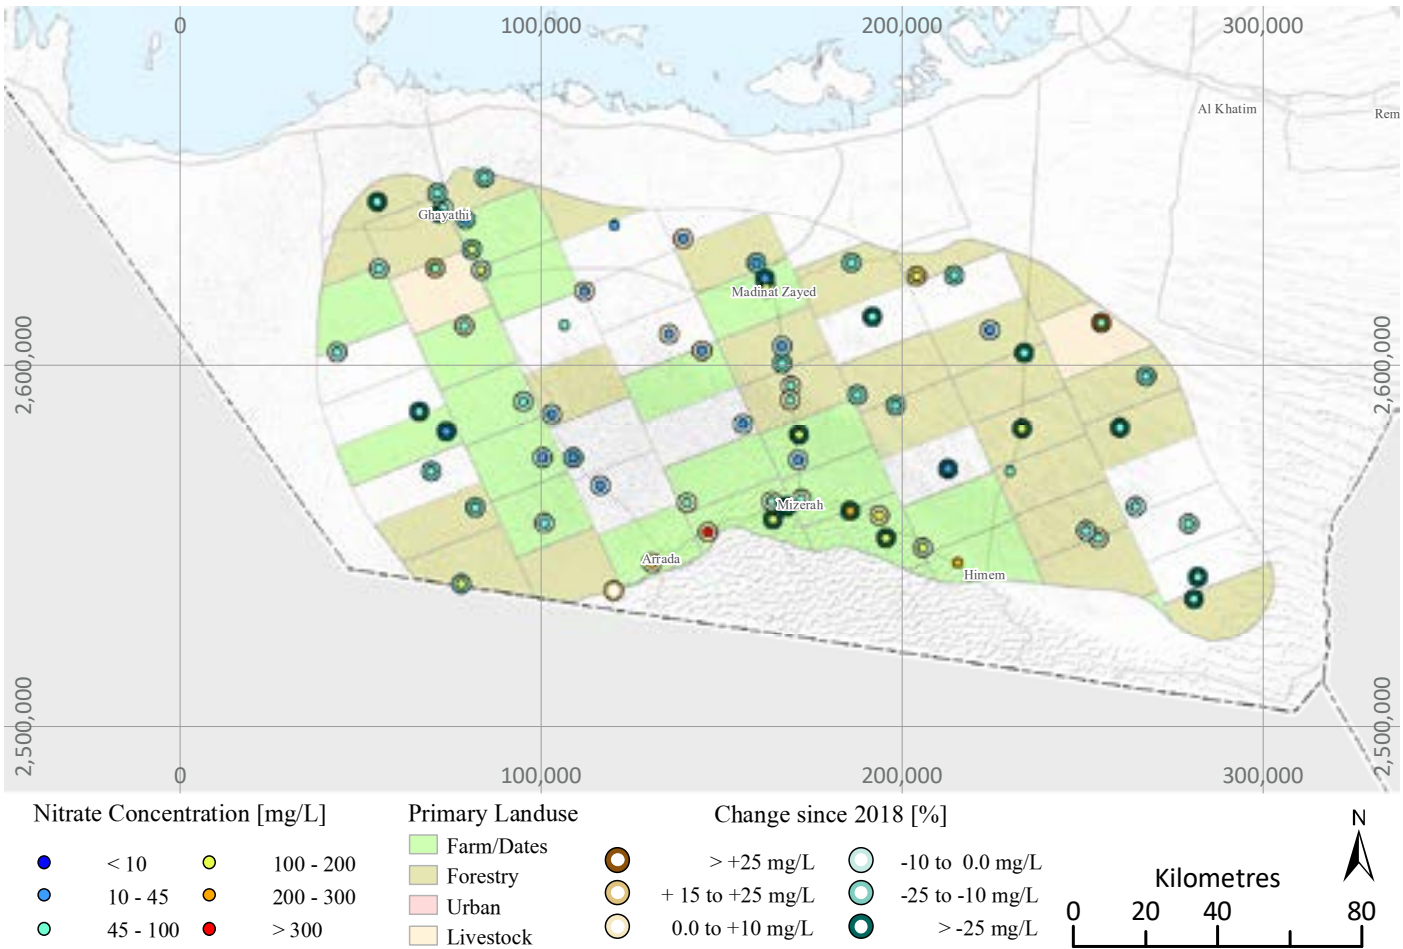 0 100,000 200,000 300,000
Al Khatim
Rem
Ghayathi
Madinat Zayed
2,600,000 2,600,000
Mizerah
Arrada
Himem
2,500,000 2,500,000
0 100,000 200,000 300,000
Nitrate Concentration [mg/L]
< 10
10 - 45
45 - 100
100 - 200
200 - 300
> 300
Primary Landuse
Farm/Dates
Forestry
Urban
Livestock
Change since 2018 [%]
> +25 mg/L
+ 15 to +25 mg/L
0.0 to +10 mg/L
-10 to 0.0 mg/L
-25 to -10 mg/L
> -25 mg/L
N
Kilometres
0 20 40 80